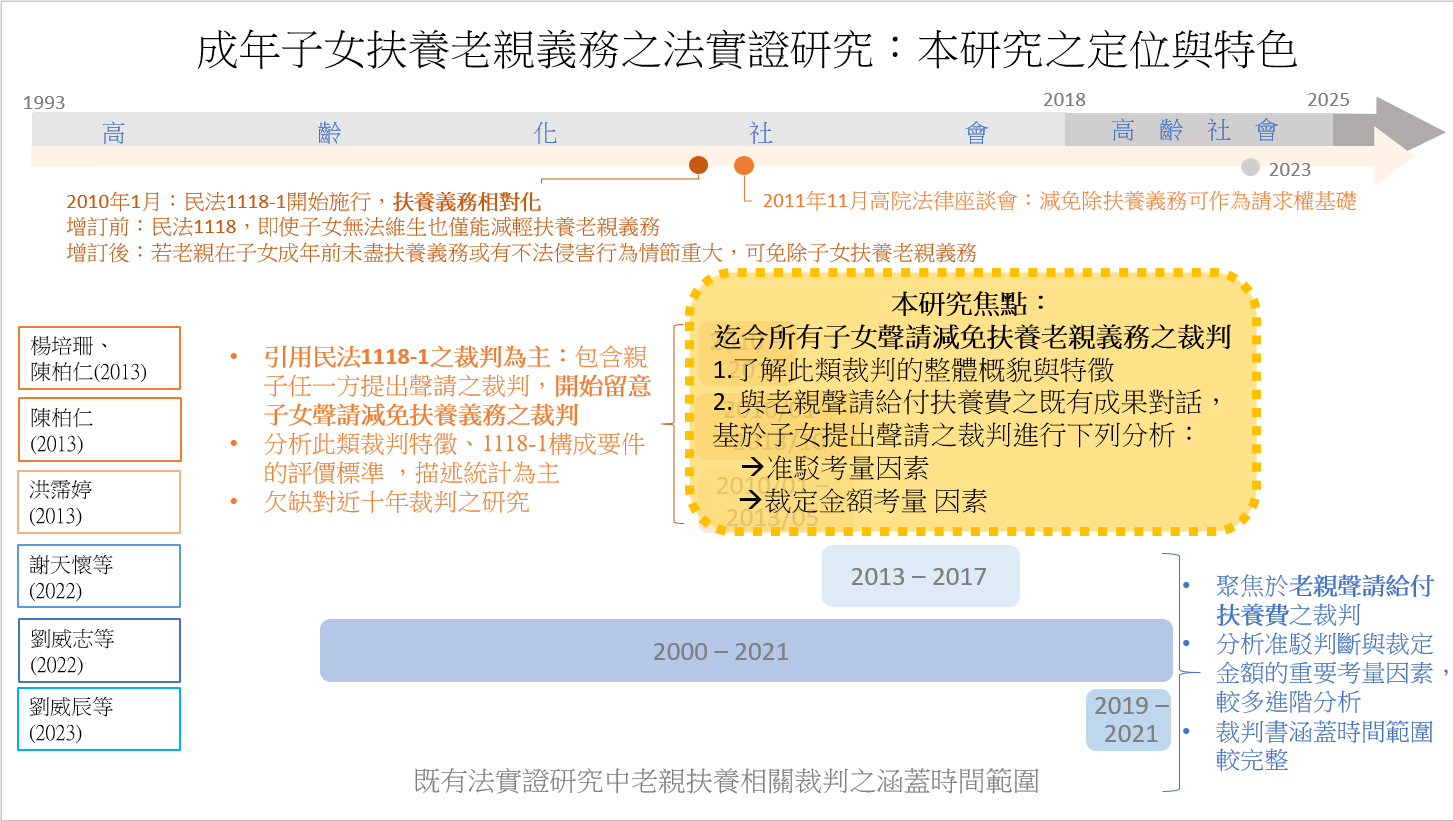 成年子女扶養老親義務之法實證研究：本研究之定位與特色
1993
2018
2025
高齡化社會
高齡社會
2023
2010年1月：民法1118-1開始施行，扶養義務相對化
增訂前：民法1118，即使子女無法維生也僅能減輕扶養老親義務
增訂後：若老親在子女成年前未盡扶養義務或有不法侵害行為情節重大，可免除子女扶養老親義務
2011年11月高院法律座談會：減免除扶養義務可作為請求權基礎
本研究焦點：
迄今所有子女聲請減免扶養老親義務之裁判
1.了解此類裁判的整體概貌與特徵
2. 與老親聲請給付扶養費之既有成果對話，
基於子女提出聲請之裁判進行下列分析：
→准駁考量因素
→裁定金額考量 因素
2010/01 –
2013/05
楊培珊、
陳柏仁(2013)
陳柏仁
(2013)
洪霈婷
(2013)
謝天懷等
(2022)
劉威志等
(2022)
劉威辰等
(2023)
• 引用民法1118-1之裁判為主：包含親
子任一方提出聲請之裁判，開始留意
子女聲請減免扶養義務之裁判
• 分析此類裁判特徵、1118-1構成要件
的評價標準 ，描述統計為主
• 欠缺對近十年裁判之研究
2013 – 2017
2000 – 2021
2019 –
2021
• 聚焦於老親聲請給付
扶養費之裁判
• 分析准駁判斷與裁定
金額的重要考量因素，
較多進階分析
• 裁判書涵蓋時間範圍
較完整
既有法實證研究中老親扶養相關裁判之涵蓋時間範圍